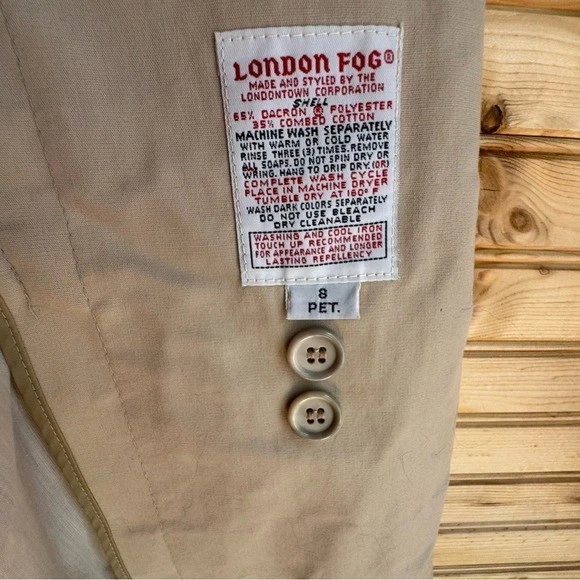 LONDON FOG®
MADE AND STYLED BY THE
LONDONTOWN CORPORATION
SHELL
65% DACRON ® POLYESTER
35% COMBED COTTON
MACHINE WASH SEPARATELY
WITH WARM OR COLD WATER
RINSE THREE (3) TIMES. REMOVE
ALL SOAPS. DO NOT SPIN DRY OR
WRING. HANG TO DRIP DRY. (OR)
COMPLETE WASH CYCLE
PLACE IN MACHINE DRYER
TUMBLE DRY AT 160° F
WASH DARK COLORS SEPARATELY
DO NOT USE BLEACH
DRY CLEANABLE
WASHING AND COOL IRON
TOUCH UP RECOMMENDED
FOR APPEARANCE AND LONGER
LASTING REPELLENCY
8
PET.